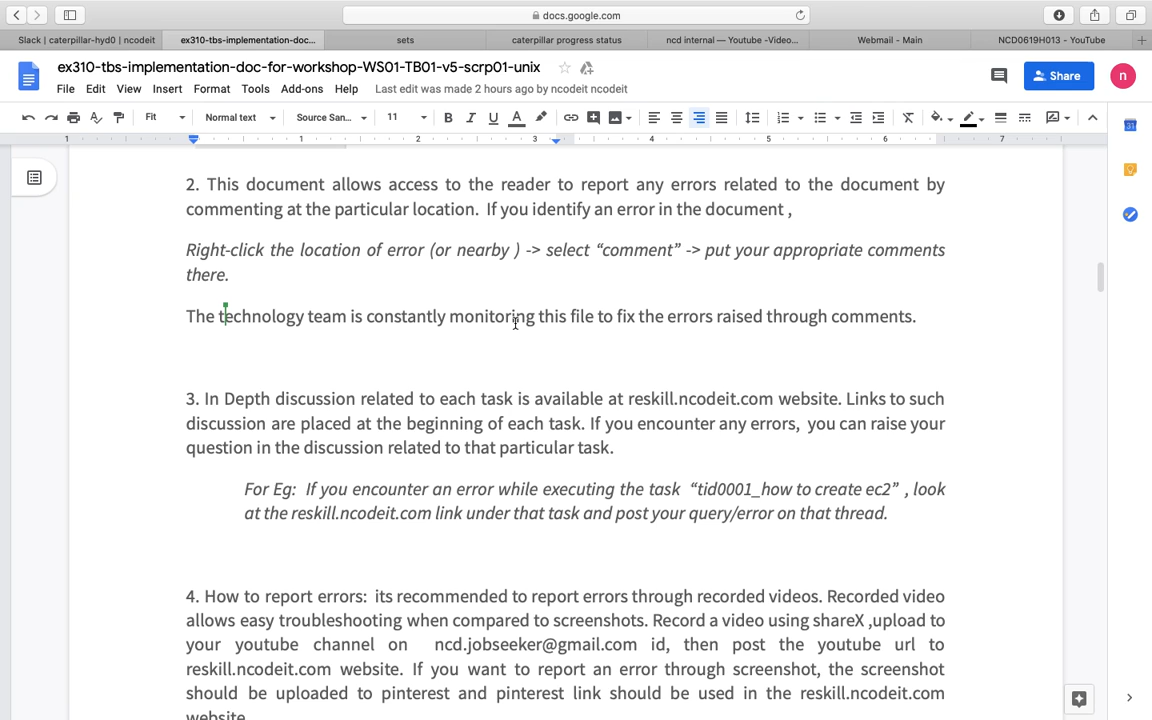 docs.google.com
Slack | caterpillar-hyd0 | ncodeit
ex310-tbs-implementation-doc...
sets
caterpillar progress status
ncd internal — Youtube -Video...
Webmail - Main
NCD0619H013 - YouTube
ex310-tbs-implementation-doc-for-workshop-WS01-TB01-v5-scrp01-unix
File Edit View Insert Format Tools Add-ons Help Last edit was made 2 hours ago by ncodeit ncodeit
Share
n
Fit Normal text Source San... 11 B I U A
1 1 2 3 4 5 6 7
31
2. This document allows access to the reader to report any errors related to the document by
commenting at the particular location. If you identify an error in the document ,
Right-click the location of error (or nearby ) -> select “comment” -> put your appropriate comments
there.
The technology team is constantly monitoring this file to fix the errors raised through comments.
3. In Depth discussion related to each task is available at reskill.ncodeit.com website. Links to such
discussion are placed at the beginning of each task. If you encounter any errors, you can raise your
question in the discussion related to that particular task.
For Eg: If you encounter an error while executing the task “tid0001_how to create ec2” , look
at the reskill.ncodeit.com link under that task and post your query/error on that thread.
4. How to report errors: its recommended to report errors through recorded videos. Recorded video
allows easy troubleshooting when compared to screenshots. Record a video using shareX ,upload to
your youtube channel on ncd.jobseeker@gmail.com id, then post the youtube url to
reskill.ncodeit.com website. If you want to report an error through screenshot, the screenshot
should be uploaded to pinterest and pinterest link should be used in the reskill.ncodeit.com
website